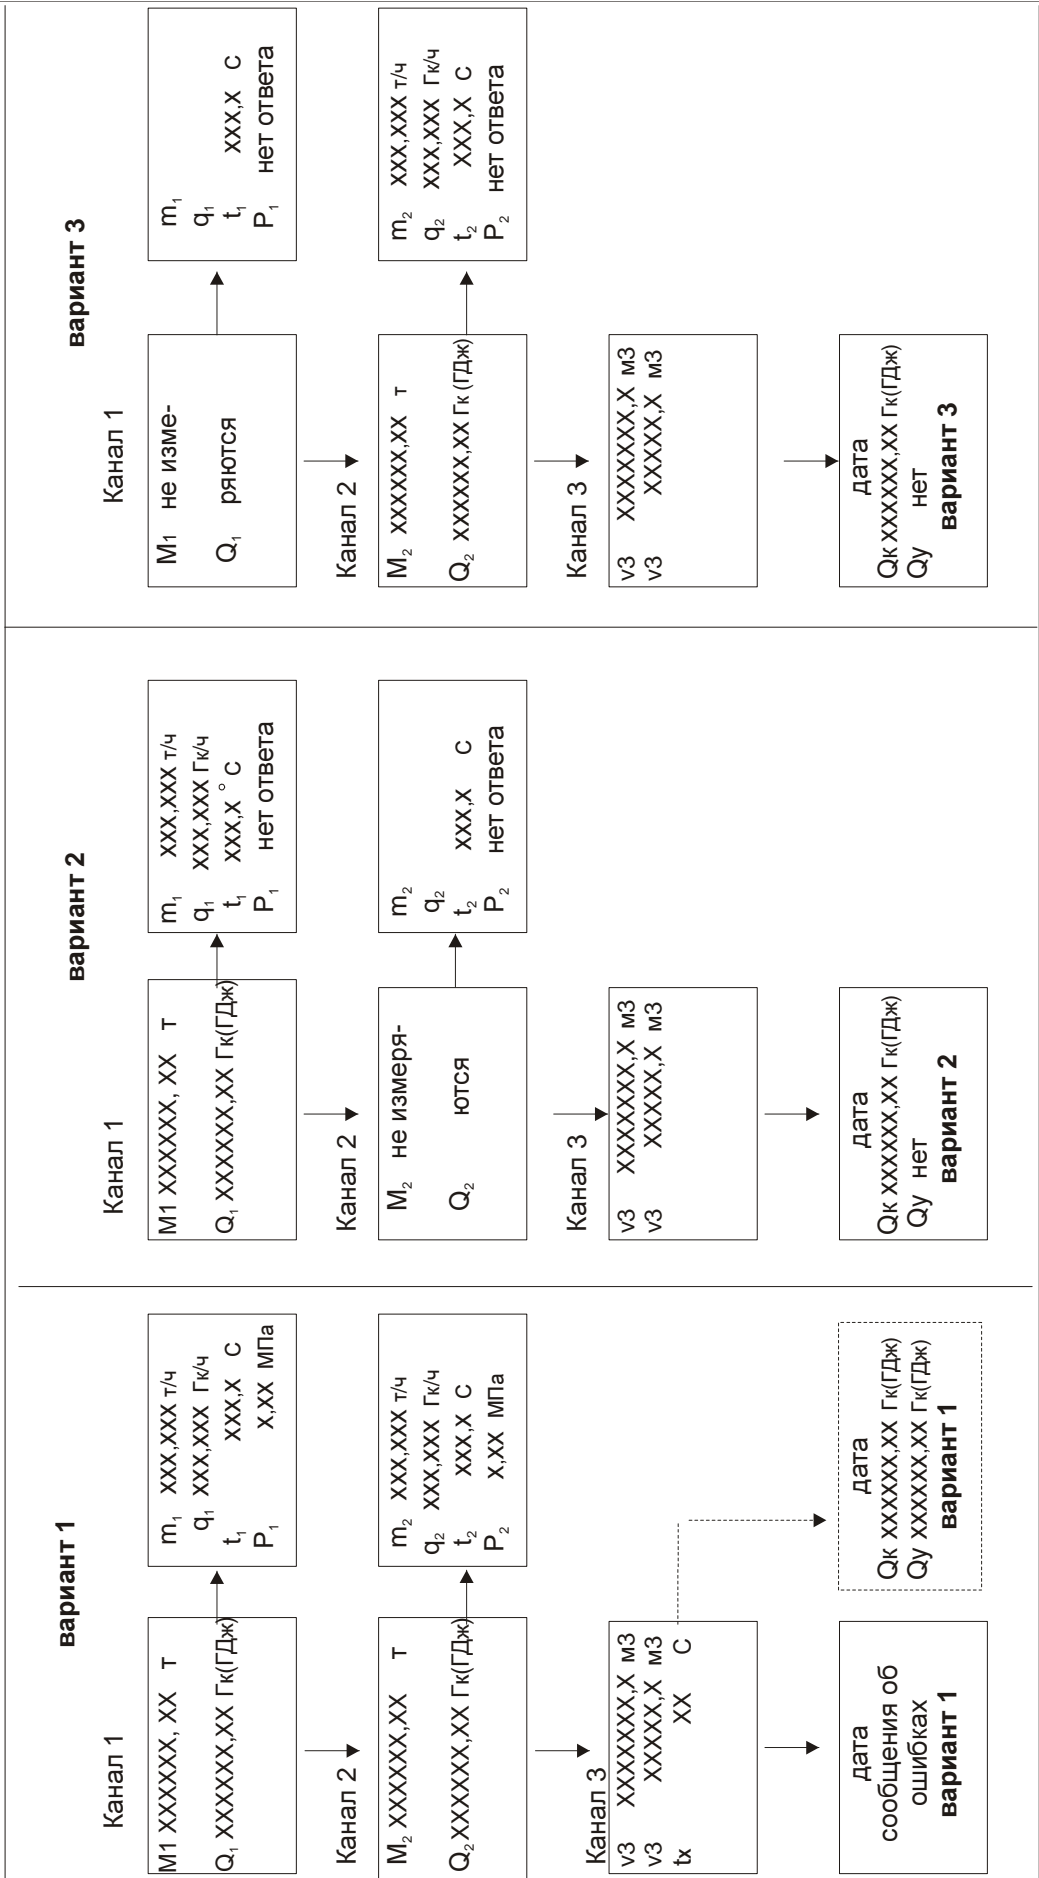 вариант 1
Канал 1
M1 XXXXXX, XX т
Q₁ XXXXXX,XX Гк(ГДж)
m₁ XXX,XXX т/ч
q₁ XXX,XXX Гк/ч
t₁ XXX,X С
P₁ X,XX МПа
Канал 2
M₂ XXXXXX,XX т
Q₂ XXXXXX,XX Гк(ГДж)
m₂ XXX,XXX т/ч
q₂ XXX,XXX Гк/ч
t₂ XXX,X С
P₂ X,XX МПа
Канал 3
v3 XXXXXXX,X м3
v3 XXXXX,X м3
tx XX С
дата
сообщения об
ошибках
вариант 1
дата
Qк XXXXXX,XX Гк(ГДж)
Qу XXXXXX,XX Гк(ГДж)
вариант 1
вариант 2
Канал 1
M1 XXXXXX, XX т
Q₁ XXXXXX,XX Гк(ГДж)
m₁ XXX,XXX т/ч
q₁ XXX,XXX Гк/ч
t₁ XXX,X ° С
P₁ нет ответа
Канал 2
M₂ не измеря-
Q₂ ются
m₂
q₂
t₂ XXX,X С
P₂ нет ответа
Канал 3
v3 XXXXXXX,X м3
v3 XXXXX,X м3
дата
Qк XXXXXX,XX Гк(ГДж)
Qу нет
вариант 2
вариант 3
Канал 1
M1 не изме-
Q₁ ряются
m₁
q₁
t₁ XXX,X С
P₁ нет ответа
Канал 2
M₂ XXXXXX,XX т
Q₂ XXXXXX,XX Гк (ГДж)
m₂ XXX,XXX т/ч
q₂ XXX,XXX Гк/ч
t₂ XXX,X С
P₂ нет ответа
Канал 3
v3 XXXXXXX,X м3
v3 XXXXX,X м3
дата
Qк XXXXXX,XX Гк(ГДж)
Qу нет
вариант 3